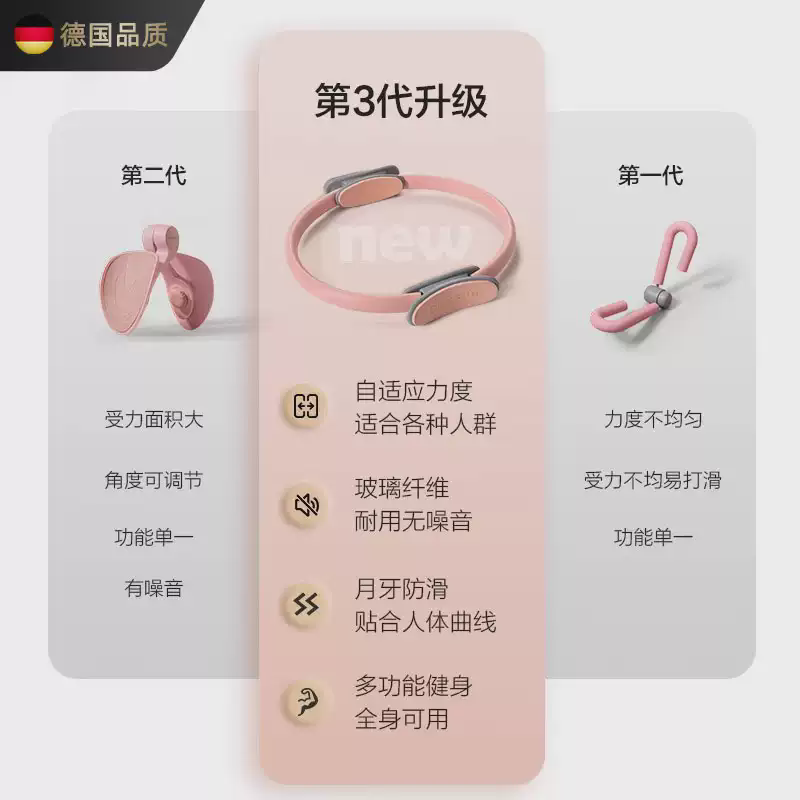 德国品质
第3代升级
new
自适应力度
适合各种人群
玻璃纤维
耐用无噪音
月牙防滑
贴合人体曲线
多功能健身
全身可用
第二代
受力面积大
角度可调节
功能单一
有噪音
第一代
力度不均匀
受力不均易打滑
功能单一